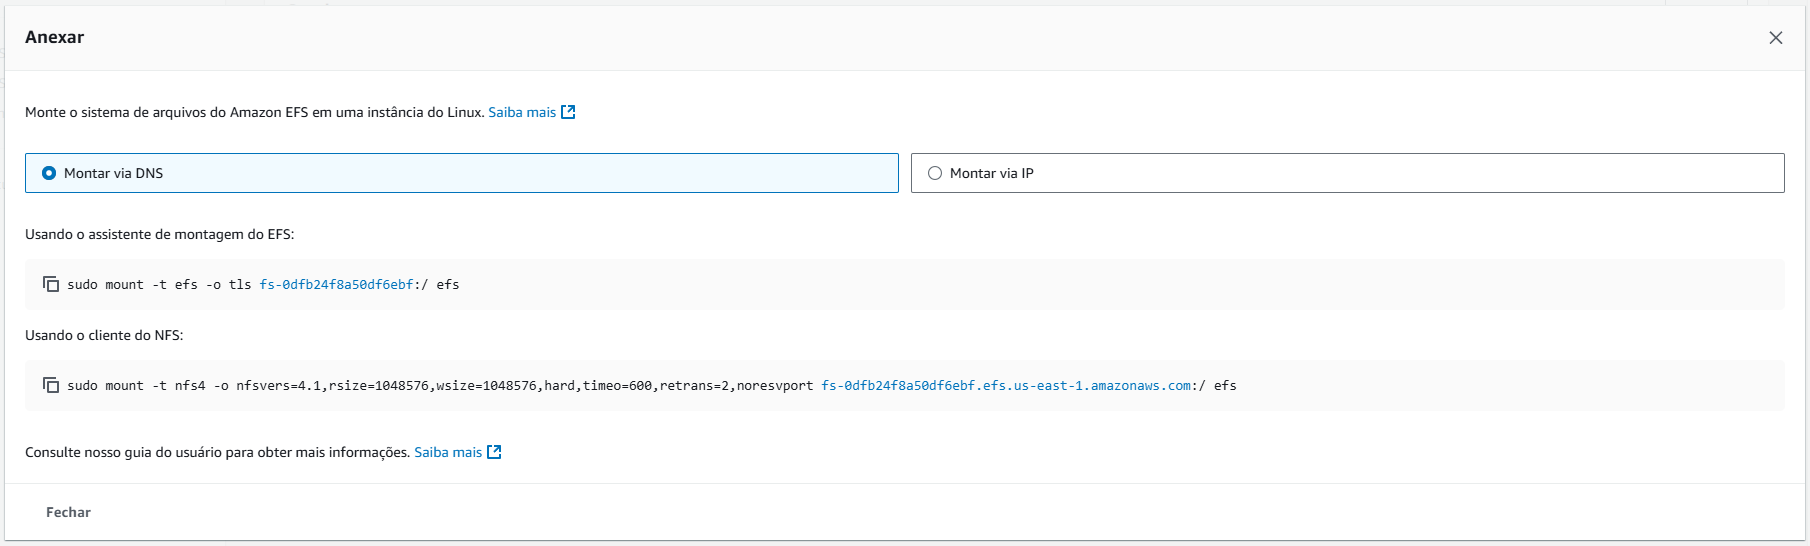 Anexar
Monte o sistema de arquivos do Amazon EFS em uma instância do Linux. Saiba mais
Montar via DNS
Montar via IP
Usando o assistente de montagem do EFS:
sudo mount -t efs -o tls fs-0dfb24f8a50df6ebf:/ efs
Usando o cliente do NFS:
sudo mount -t nfs4 -o nfsvers=4.1,rsize=1048576,wsize=1048576,hard,timeo=600,retrans=2,noresvport fs-0dfb24f8a50df6ebf.efs.us-east-1.amazonaws.com:/ efs
Consulte nosso guia do usuário para obter mais informações. Saiba mais
Fechar